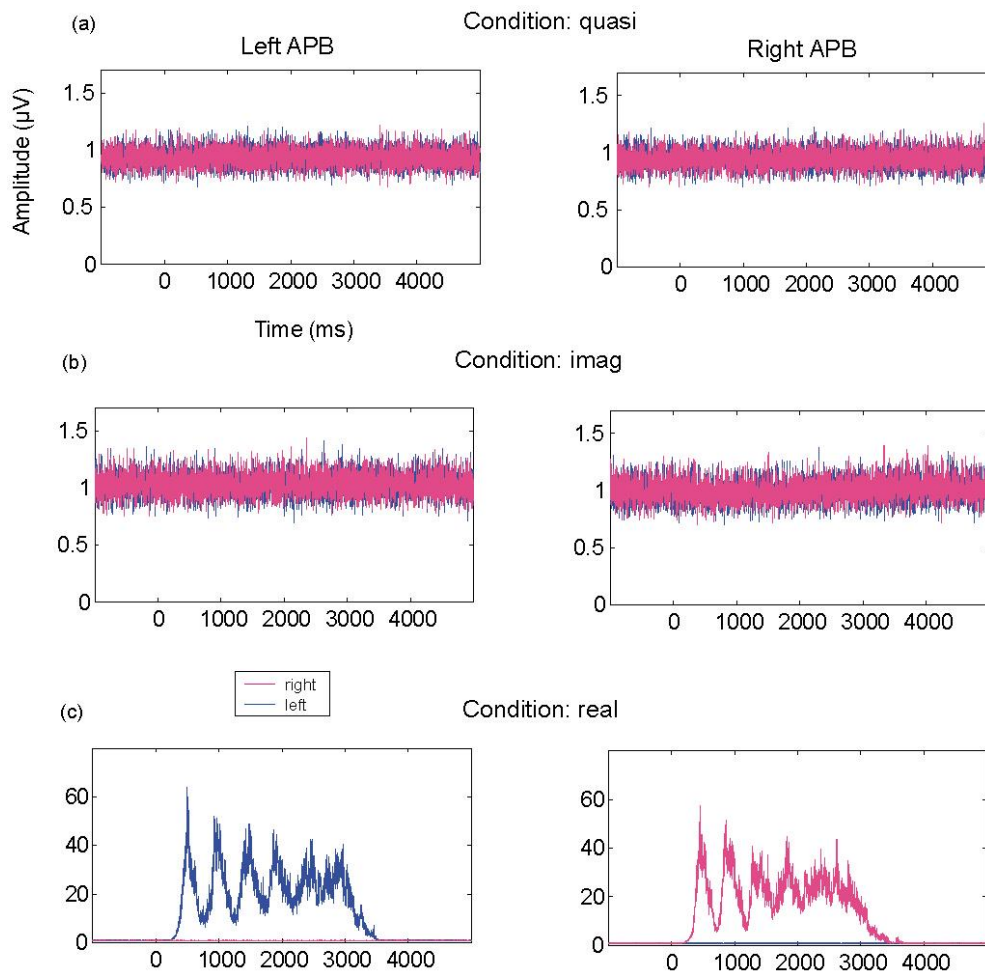 (a)
Condition: quasi
Left APB
Right APB
Amplitude (µV)
1.5
1
0.5
0
0 1000 2000 3000 4000
1.5
1
0.5
0
0 1000 2000 3000 4000
Time (ms)
(b)
Condition: imag
1.5
1
0.5
0
0 1000 2000 3000 4000
1.5
1
0.5
0
0 1000 2000 3000 4000
right
left
(c)
Condition: real
60
40
20
0
0 1000 2000 3000 4000
60
40
20
0
0 1000 2000 3000 4000